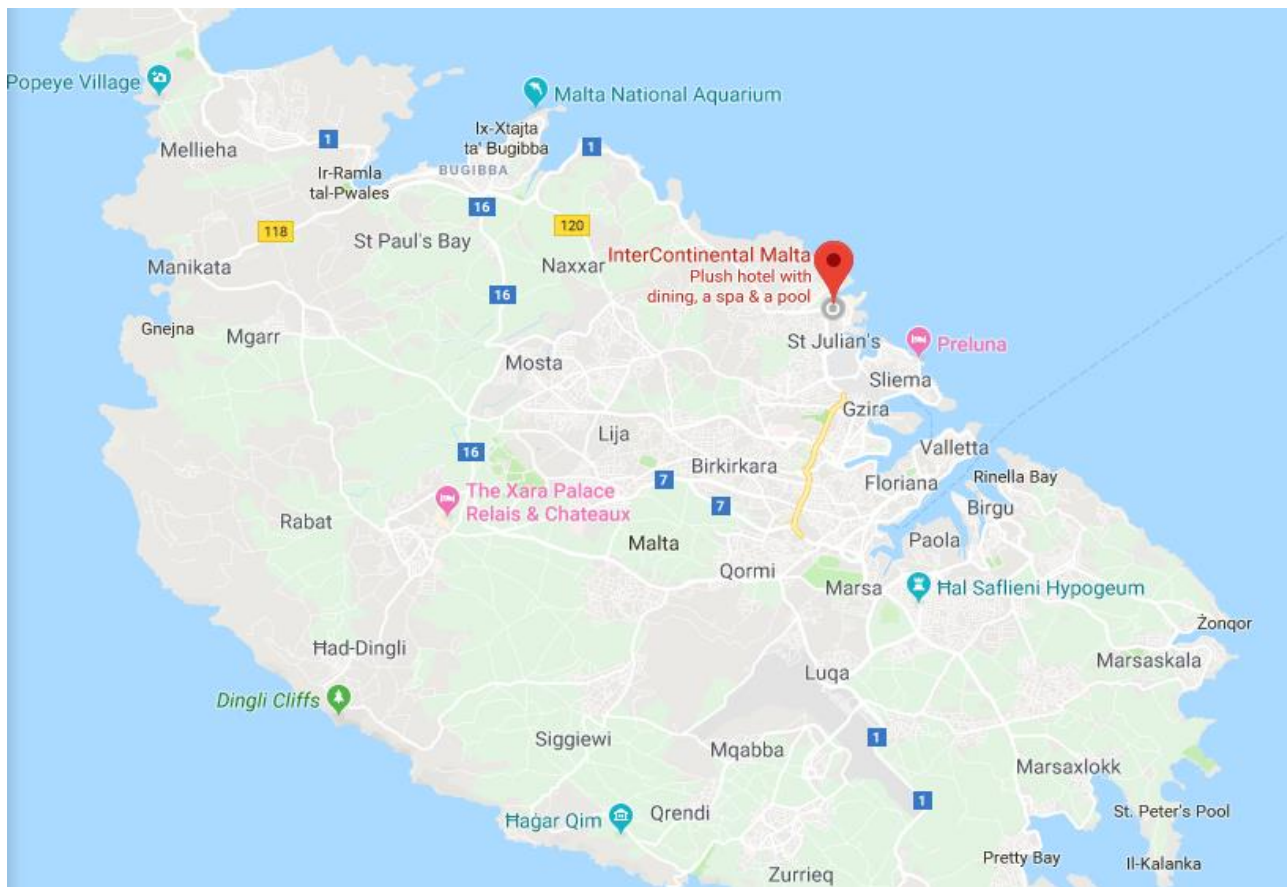 Popeye Village
Malta National Aquarium
Ix-Xtajta
ta' Bugibba
1
1
Mellieha
Ir-Ramla
tal-Pwales
BUGIBBA
16
118
120
St Paul's Bay
InterContinental Malta
Plush hotel with
dining, a spa & a pool
Manikata
Naxxar
16
Gnejna
Mgarr
St Julian's
Preluna
Mosta
Sliema
Gzira
Lija
Valletta
16
Birkirkara
7
Floriana
Rinella Bay
The Xara Palace
Relais & Chateaux
7
Birgu
Rabat
Malta
Paola
Qormi
Marsa
Ħal Saflieni Hypogeum
Żonqor
Ħad-Dingli
Marsaskala
Luqa
Dingli Cliffs
Siggiewi
Mqabba
1
Marsaxlokk
1
Ħaġar Qim
Qrendi
St. Peter's Pool
Pretty Bay
Il-Kalanka
Zurrieq